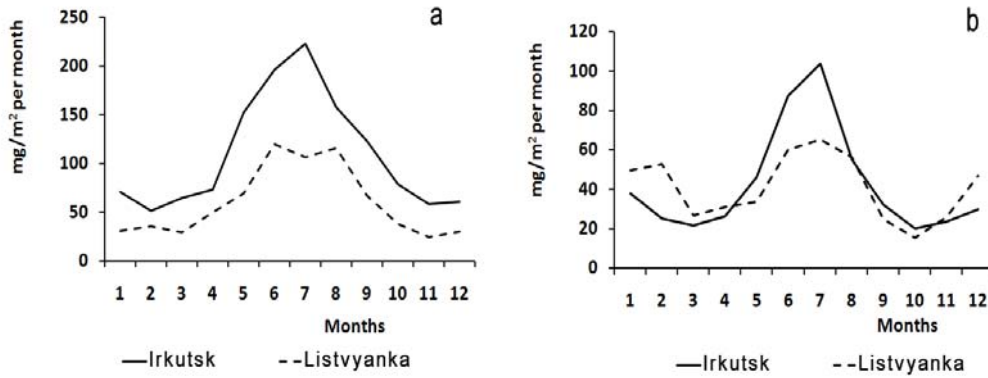 a
mg/m² per month
250
200
150
100
50
0
1 2 3 4 5 6 7 8 9 10 11 12
Months
Irkutsk Listvyanka
b
mg/m² per month
120
100
80
60
40
20
0
1 2 3 4 5 6 7 8 9 10 11 12
Months
Irkutsk Listvyanka